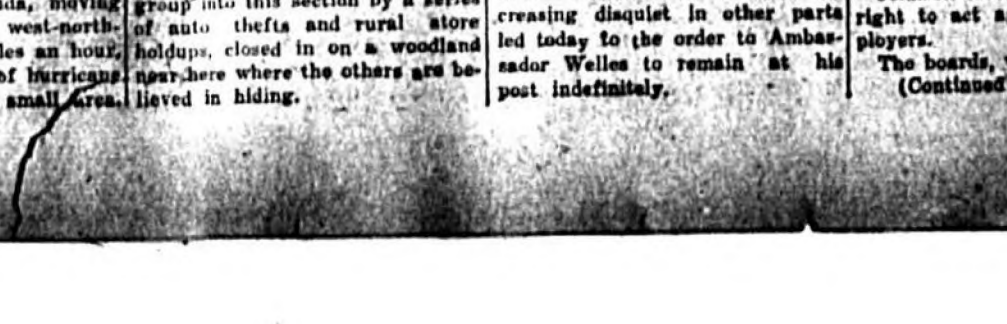 moving
west-north-
les an hour,
of hurricane
small area.
group into this section by a series
of auto thefts and rural store
holdups, closed in on a woodland
near here where the others are be-
lieved in hiding.
creasing disquiet in other parts
led today to the order to Ambas-
sador Welles to remain at his
post indefinitely.
right to act
ployers.
The boards,
(Continued